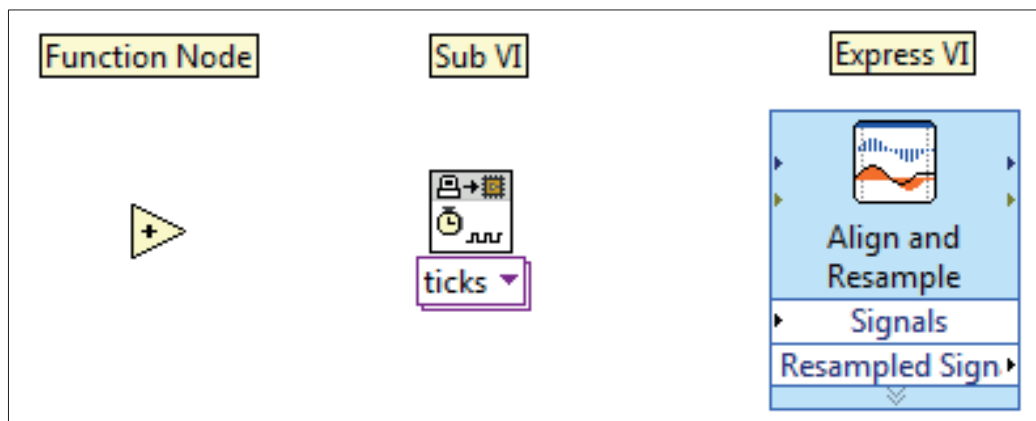 Function Node
Sub VI
Express VI
+
ticks
Align and
Resample
Signals
Resampled Sign